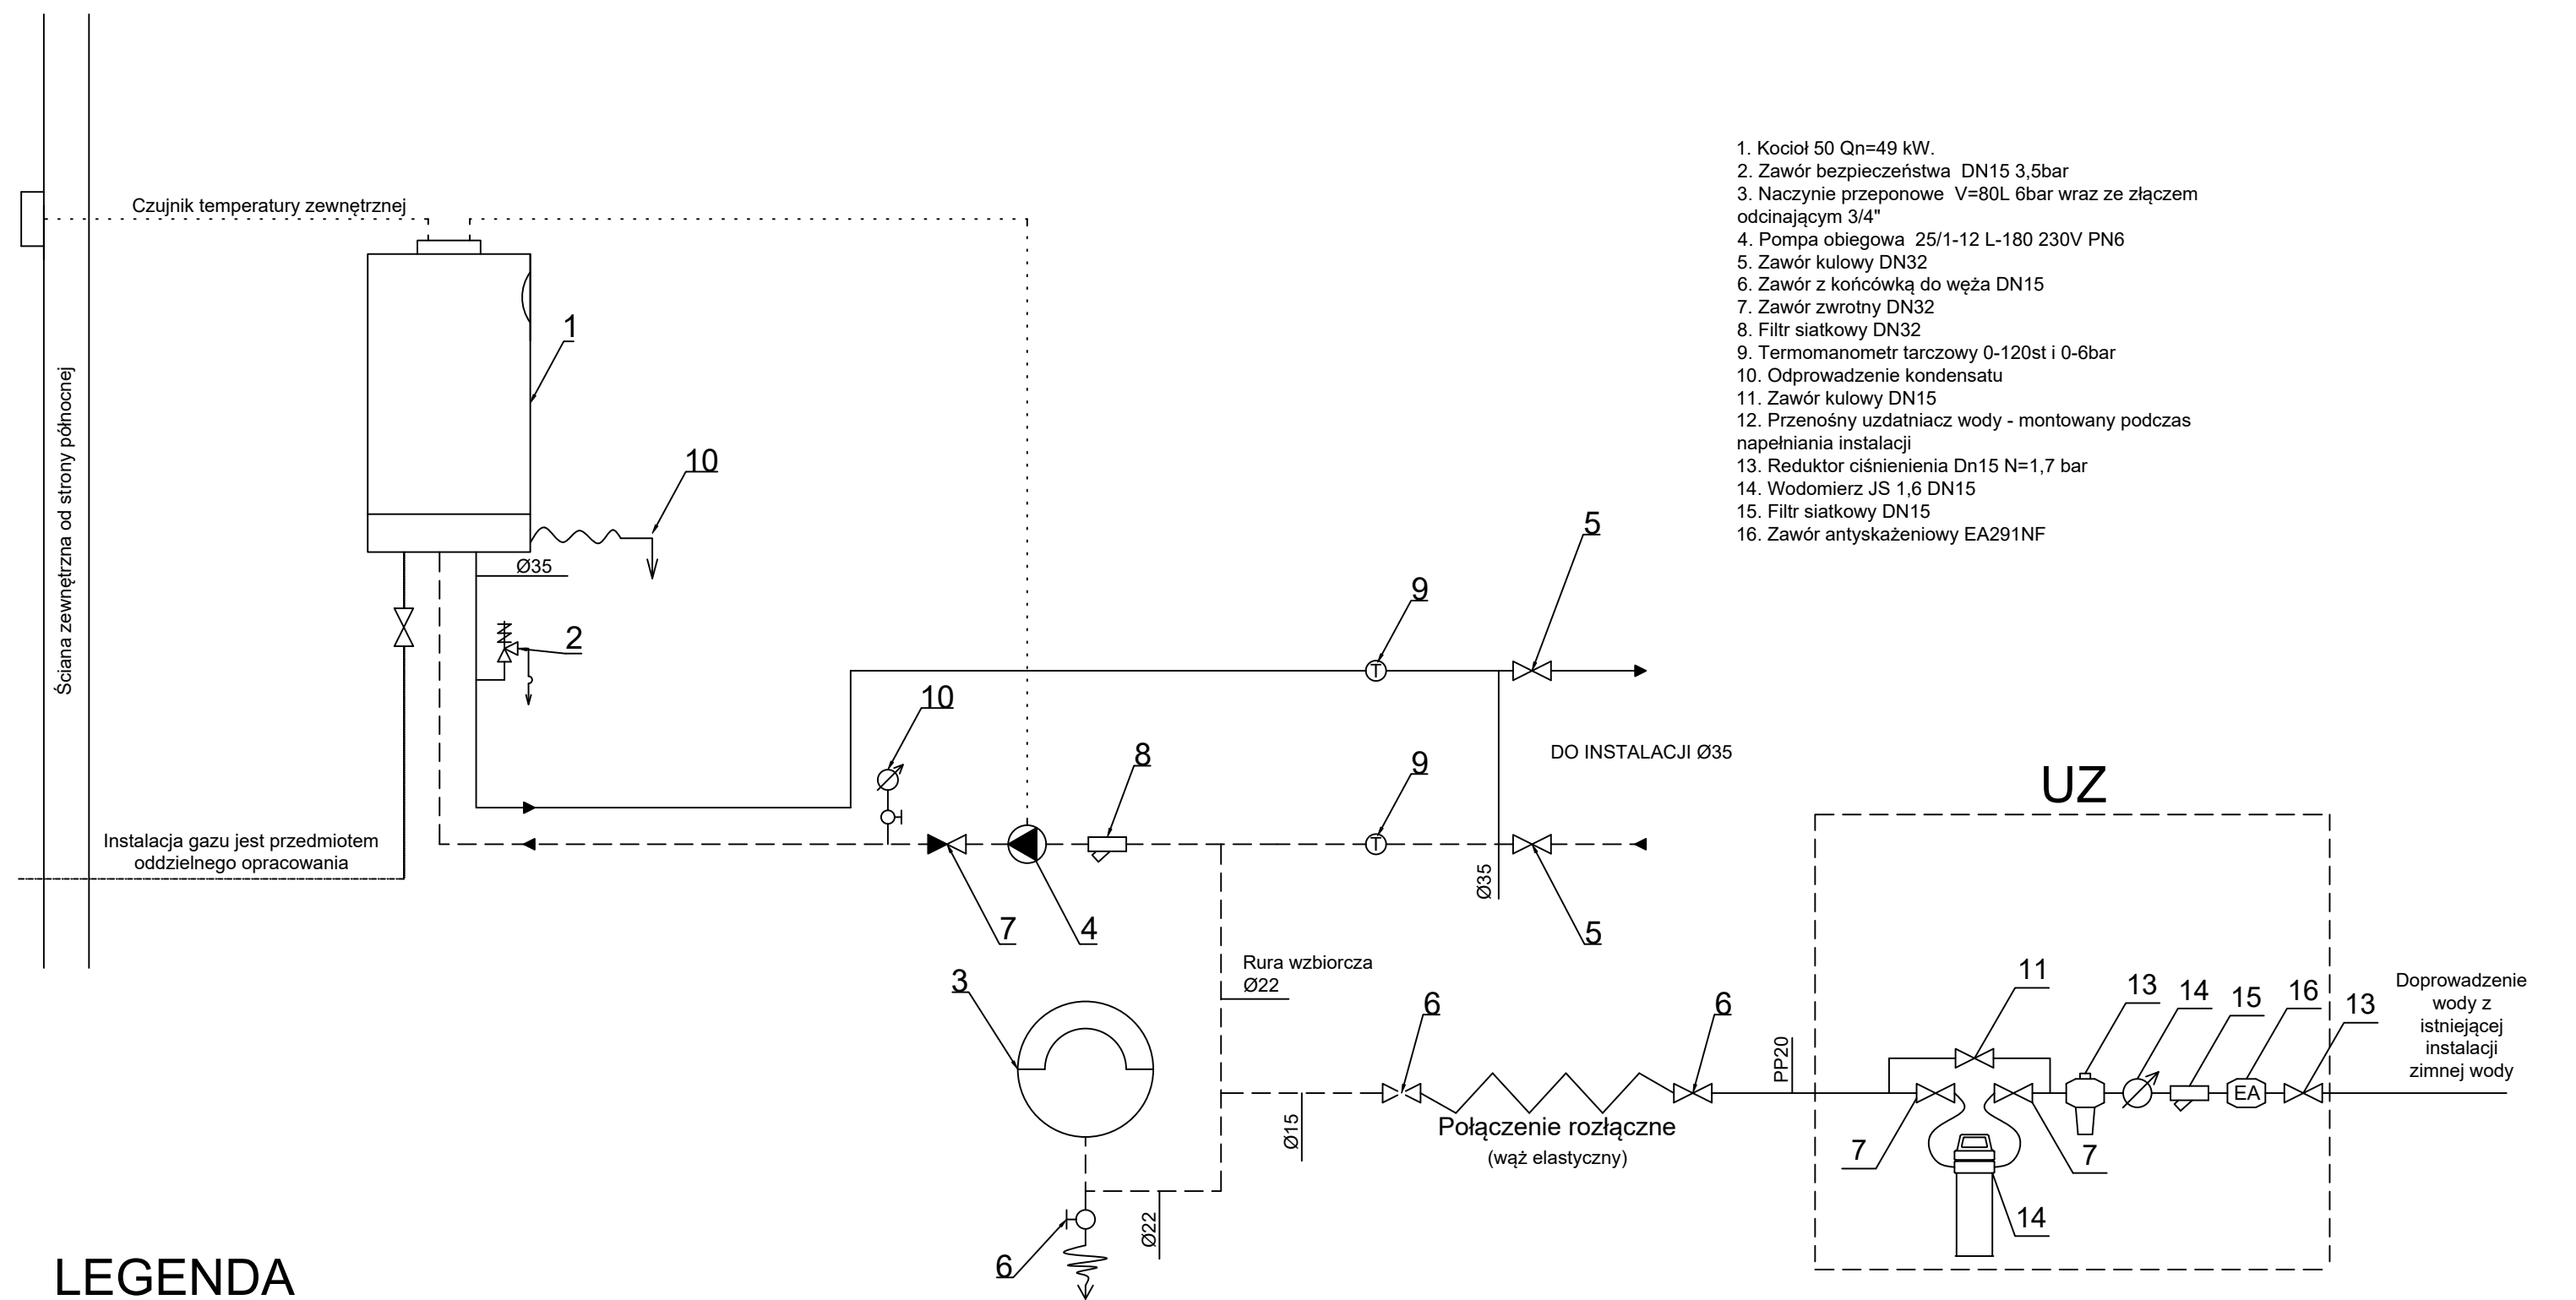 1. Kocioł 50 Qn=49 kW.
2. Zawór bezpieczeństwa DN15 3,5bar
3. Naczynie przeponowe V=80L 6bar wraz ze złączem
odcinającym 3/4"
4. Pompa obiegowa 25/1-12 L-180 230V PN6
5. Zawór kulowy DN32
6. Zawór z końcówką do węża DN15
7. Zawór zwrotny DN32
8. Filtr siatkowy DN32
9. Termomanometr tarczowy 0-120st i 0-6bar
10. Odprowadzenie kondensatu
11. Zawór kulowy DN15
12. Przenośny uzdatniacz wody - montowany podczas
napełniania instalacji
13. Reduktor ciśnienienia Dn15 N=1,7 bar
14. Wodomierz JS 1,6 DN15
15. Filtr siatkowy DN15
16. Zawór antyskażeniowy EA291NF
Czujnik temperatury zewnętrznej
Ściana zewnętrzna od strony północnej
1
10
Ø35
2
5
9
T
10
8
9
T
DO INSTALACJI Ø35
UZ
Instalacja gazu jest przedmiotem
oddzielnego opracowania
Ø35
7
4
5
3
Rura wzbiorcza
Ø22
6
6
PP20
11
13
14
15
16
13
EA
Doprowadzenie
wody z
istniejącej
instalacji
zimnej wody
Ø15
Połączenie rozłączne
(wąż elastyczny)
7
7
14
Ø22
6
LEGENDA